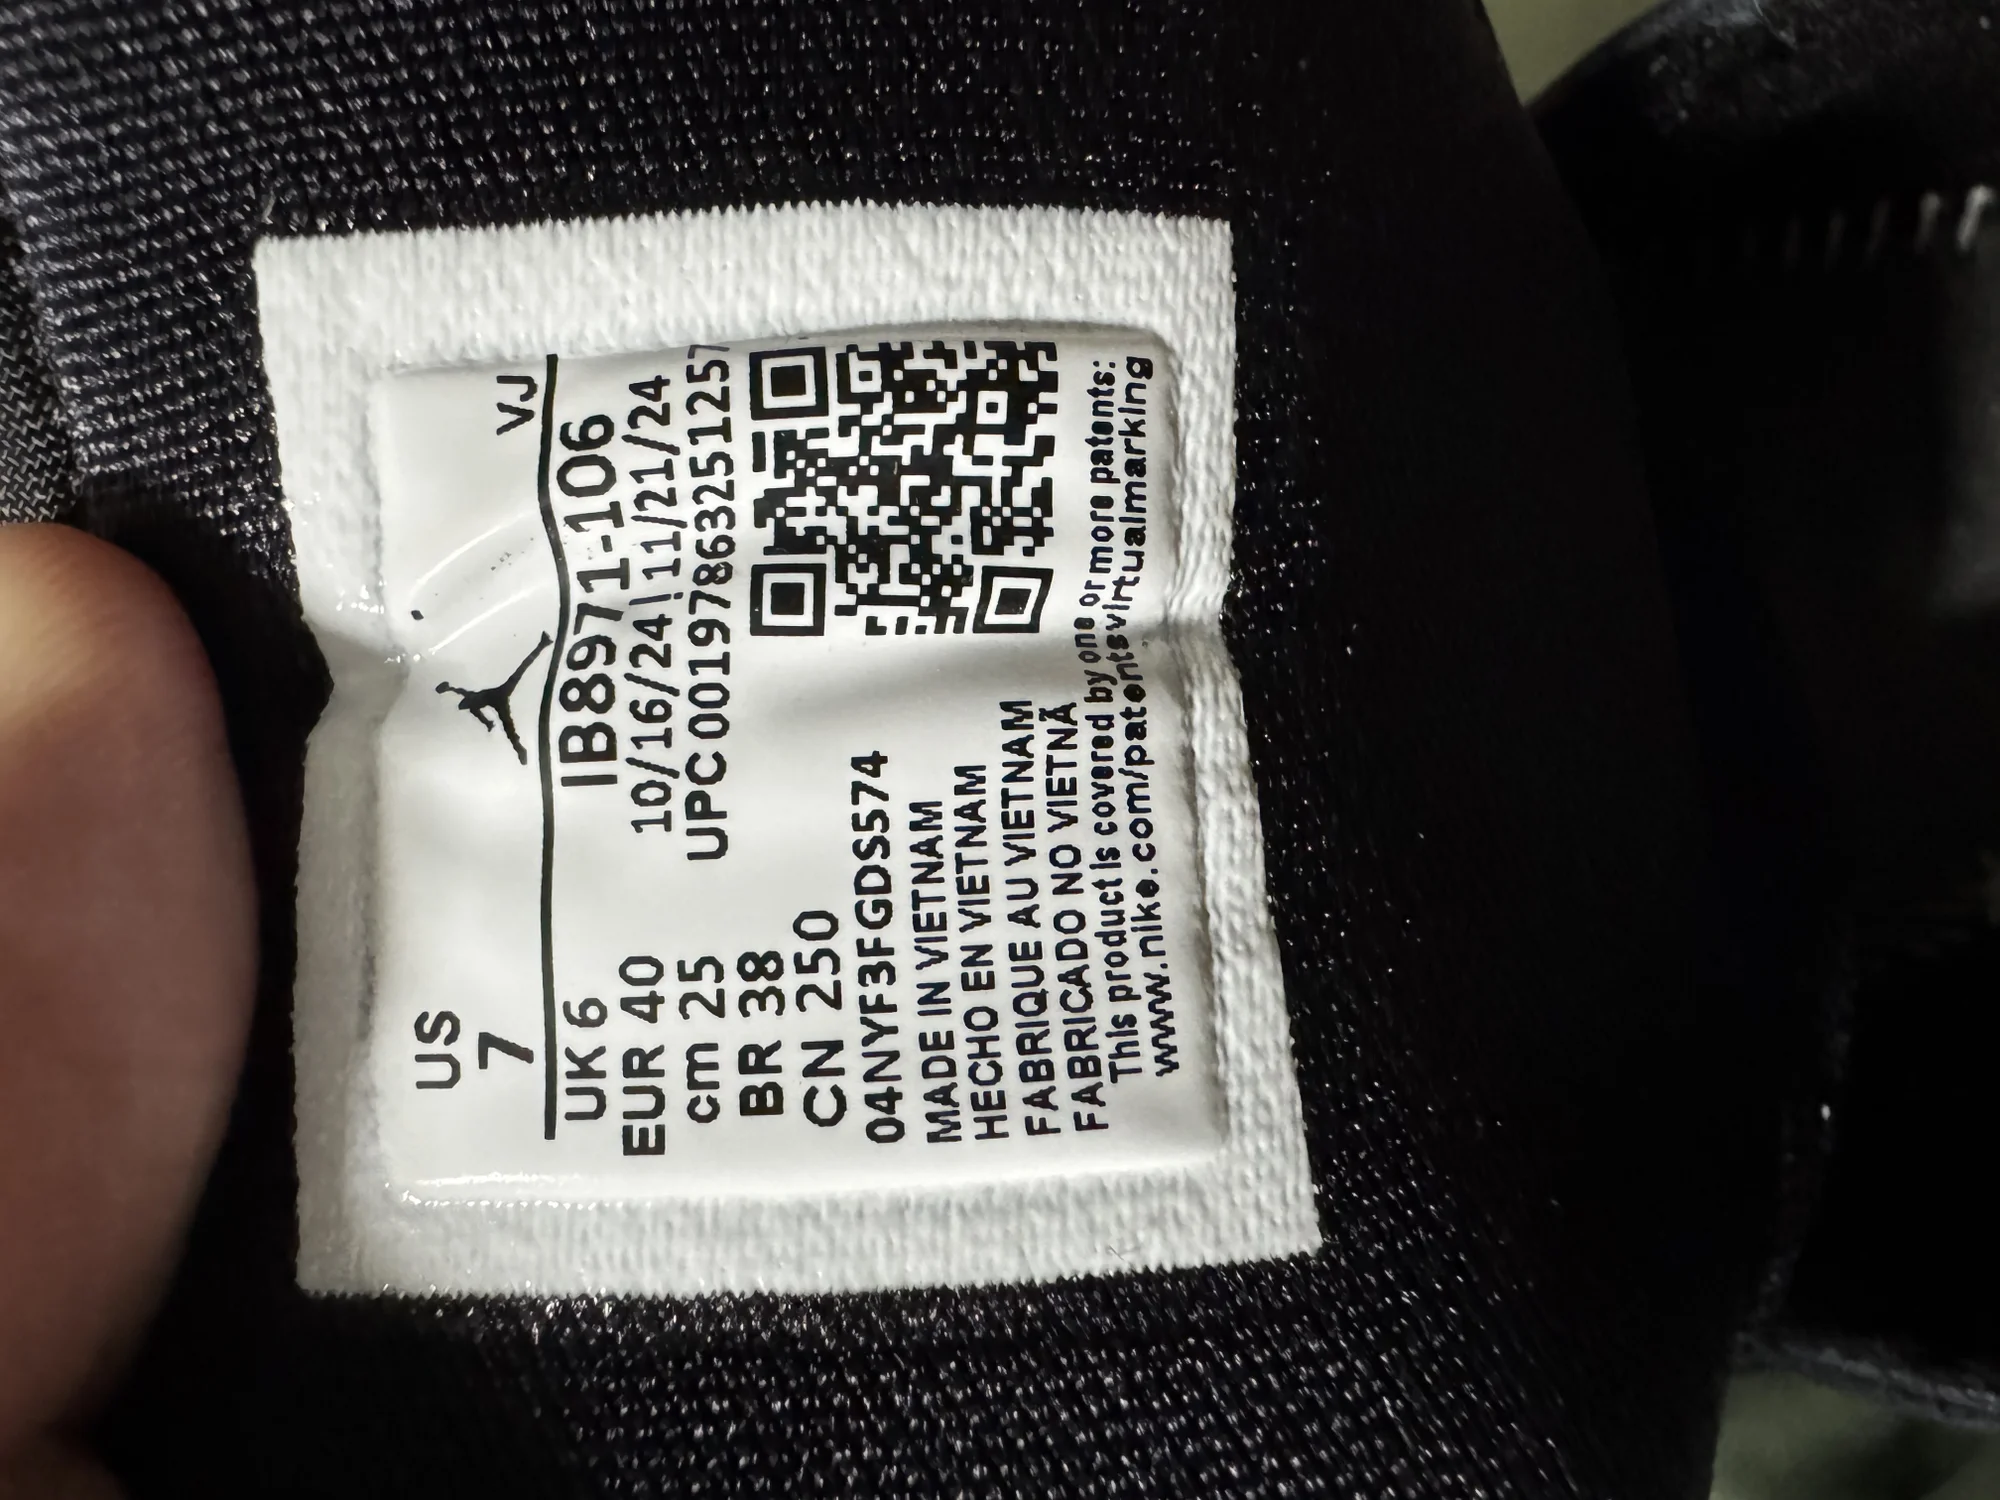 US
7
VJ
UK 6
IB8971-106
EUR 40
10/16/24|11/21/24
cm 25
UPC 00197863251257
BR 38
CN 250
04NYF3FGDS574
MADE IN VIETNAM
HECHO EN VIETNAM
FABRIQUE AU VIETNAM
FABRICADO NO VIETNÃ
This product is covered by one or more patents:
www.nike.com/patentsvirtualmarking